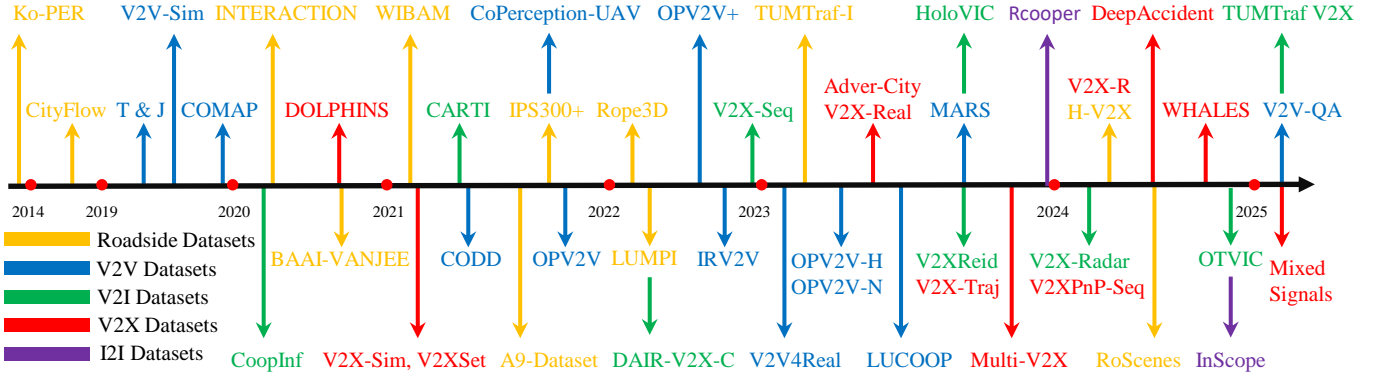 Ko-PER V2V-Sim INTERACTION WIBAM CoPerception-UAV OPV2V+ TUMTraf-I HoloVIC Rcooper DeepAccident TUMTraf V2X
CityFlow T & J COMAP DOLPHINS CARTI IPS300+ Rope3D V2X-Seq Adver-City
V2X-Real MARS V2X-R
H-V2X WHALES V2V-QA
2014 2019 2020 2021 2022 2023 2024 2025
Roadside Datasets
V2V Datasets
V2I Datasets
V2X Datasets
I2I Datasets
BAAI-VANJEE CODD OPV2V LUMPI IRV2V OPV2V-H
OPV2V-N V2XReid
V2X-Traj V2X-Radar
V2XPnP-Seq OTVIC Mixed
Signals
CoopInf V2X-Sim, V2XSet A9-Dataset DAIR-V2X-C V2V4Real LUCOOP Multi-V2X RoScenes InScope